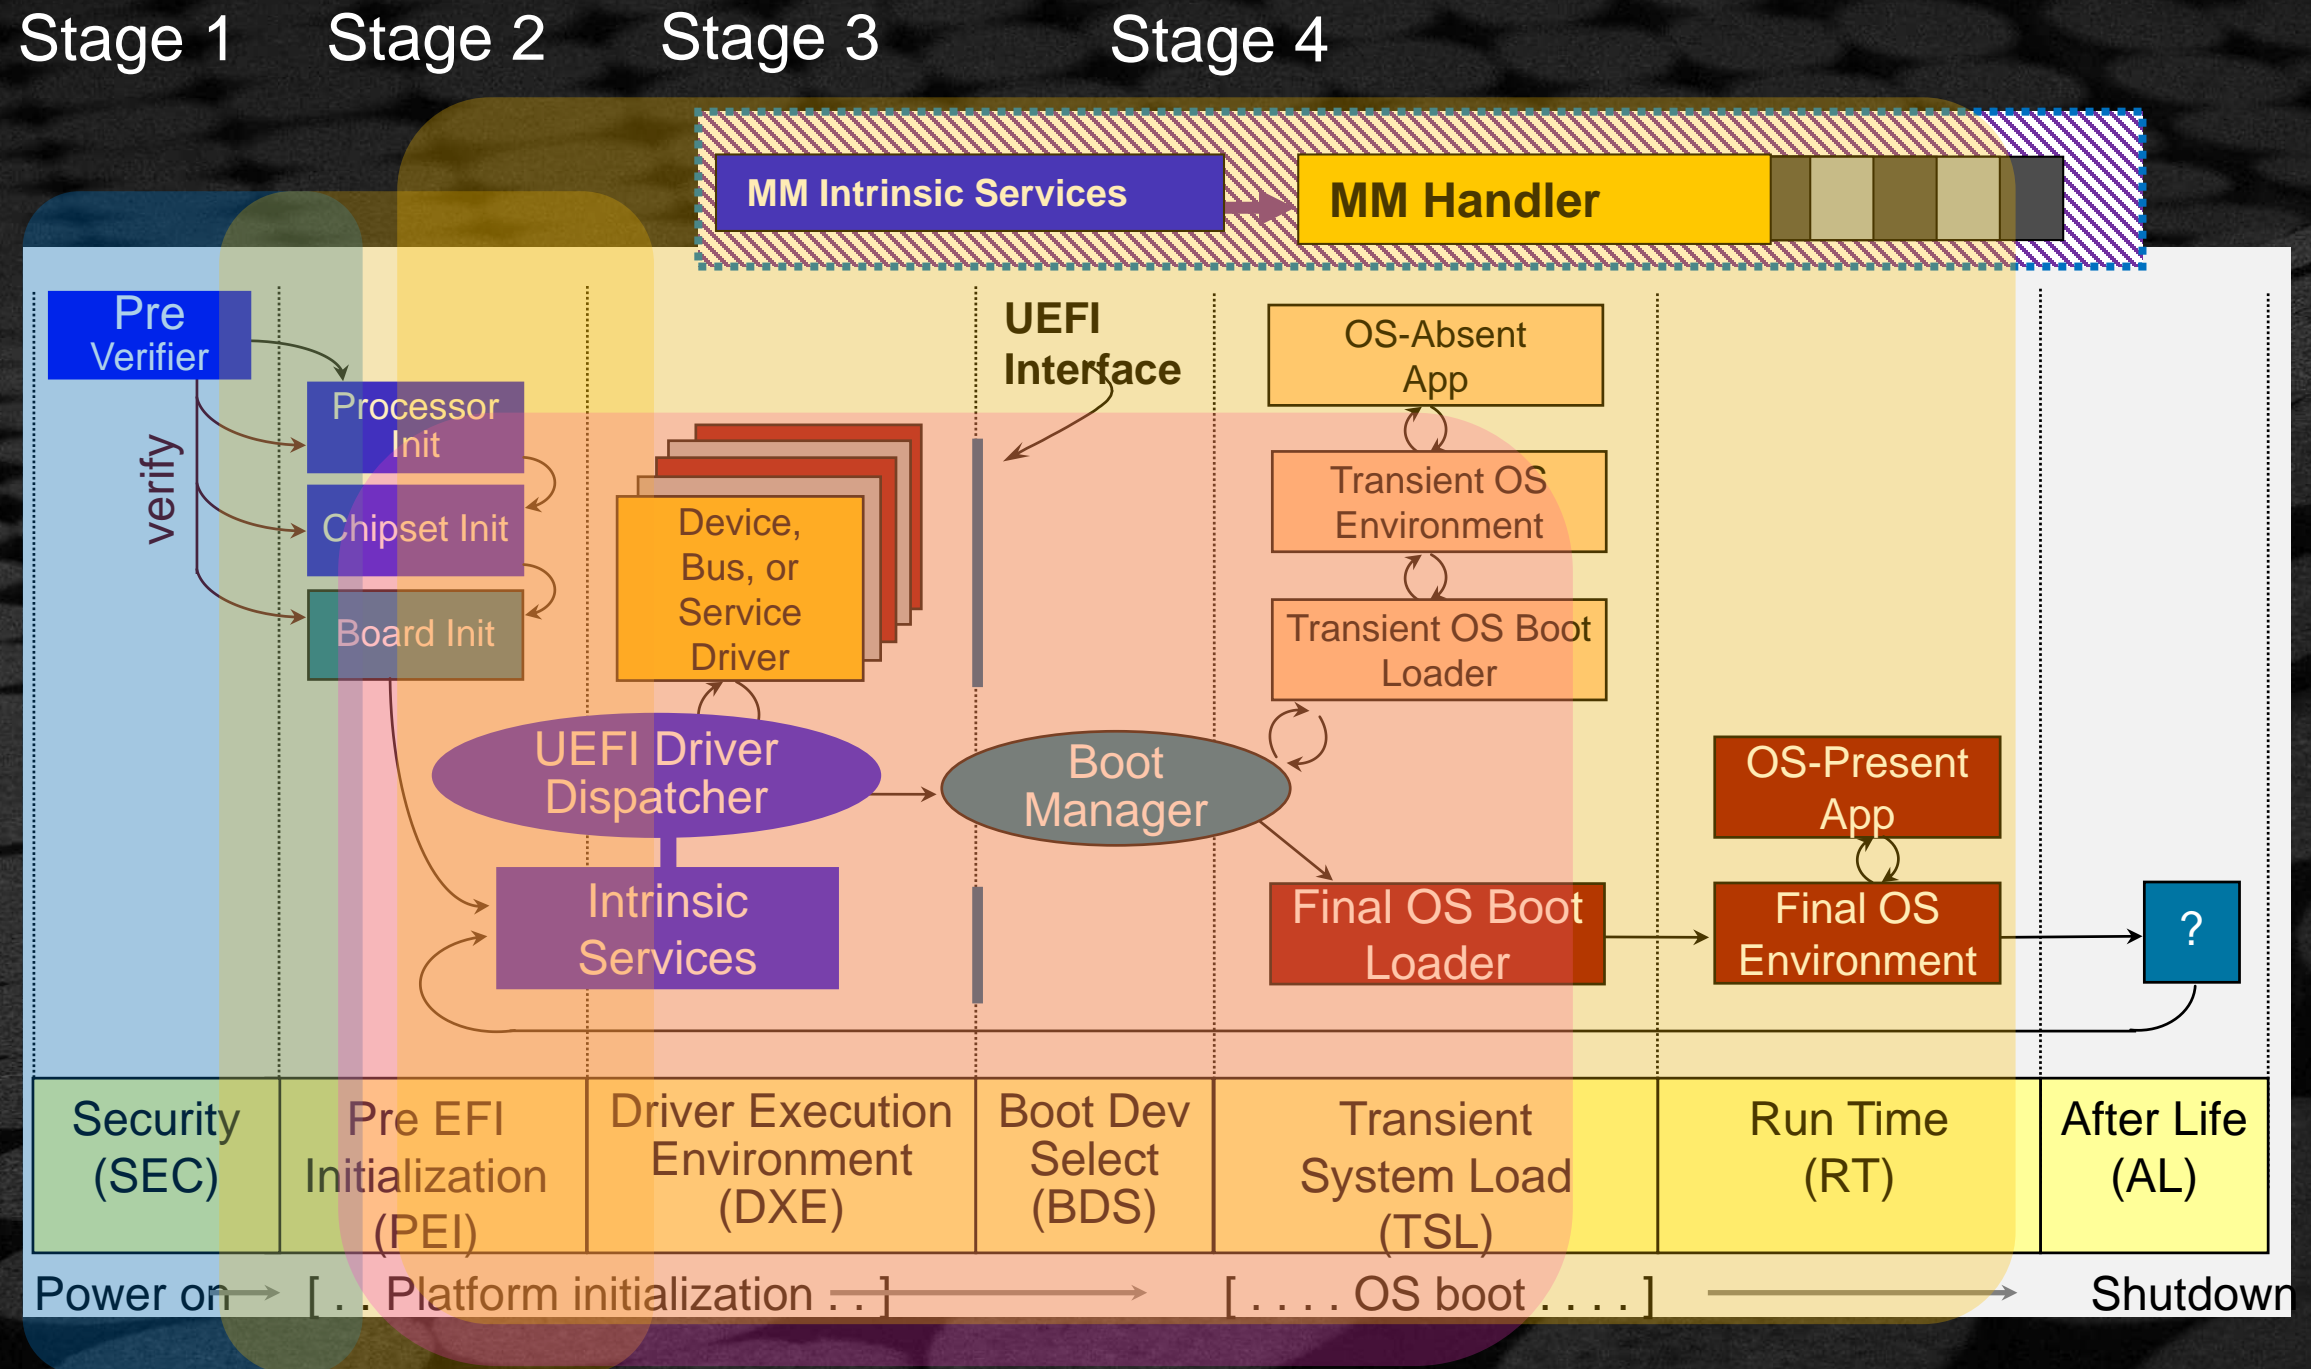 Stage 1
Stage 2
Stage 3
Stage 4
MM Intrinsic Services
MM Handler
Pre
Verifier
verify
Processor
Init
Chipset Init
Board Init
Device,
Bus, or
Service
Driver
UEFI Driver
Dispatcher
Intrinsic
Services
UEFI
Interface
Boot
Manager
OS-Absent
App
Transient OS
Environment
Transient OS Boot
Loader
Final OS Boot
Loader
OS-Present
App
Final OS
Environment
?
Security
(SEC)
Pre EFI
Initialization
(PEI)
Driver Execution
Environment
(DXE)
Boot Dev
Select
(BDS)
Transient
System Load
(TSL)
Run Time
(RT)
After Life
(AL)
Power on
[ . . Platform initialization . . ]
[ . . . . OS boot . . . . ]
Shutdown